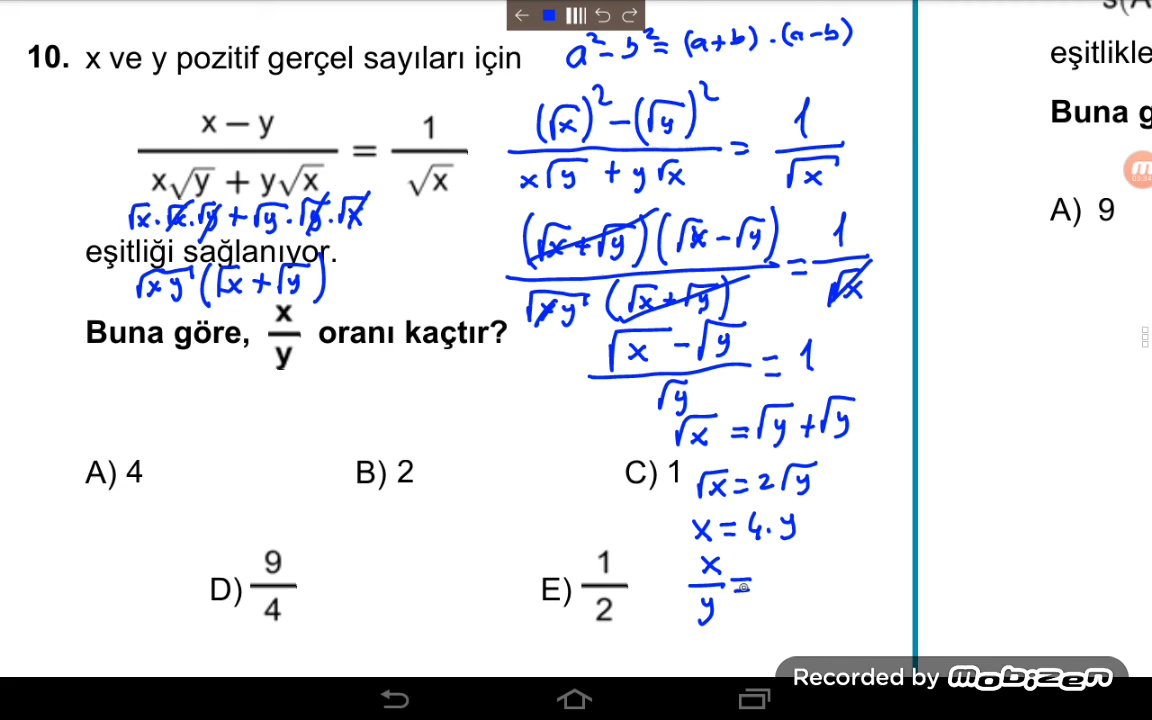 10. x ve y pozitif gerçel sayıları için
a² - b² = (a+b) . (a-b)
x − y / x√y + y√x = 1 / √x
(√x)² - (√y)² / x√y + y√x = 1 / √x
√x . √x . √y + √y . √y . √x
eşitliği sağlanıyor.
√xy (√x + √y)
(√x + √y) (√x - √y) / √xy (√x + √y) = 1 / √x
Buna göre, x / y oranı kaçtır?
√x - √y / √y = 1
√x = √y + √y
A) 4 B) 2 C) 1
√x = 2√y
x = 4 . y
D) 9 / 4 E) 1 / 2
x / y =
eşitlikle
Buna g
A) 9
Recorded by mobizen